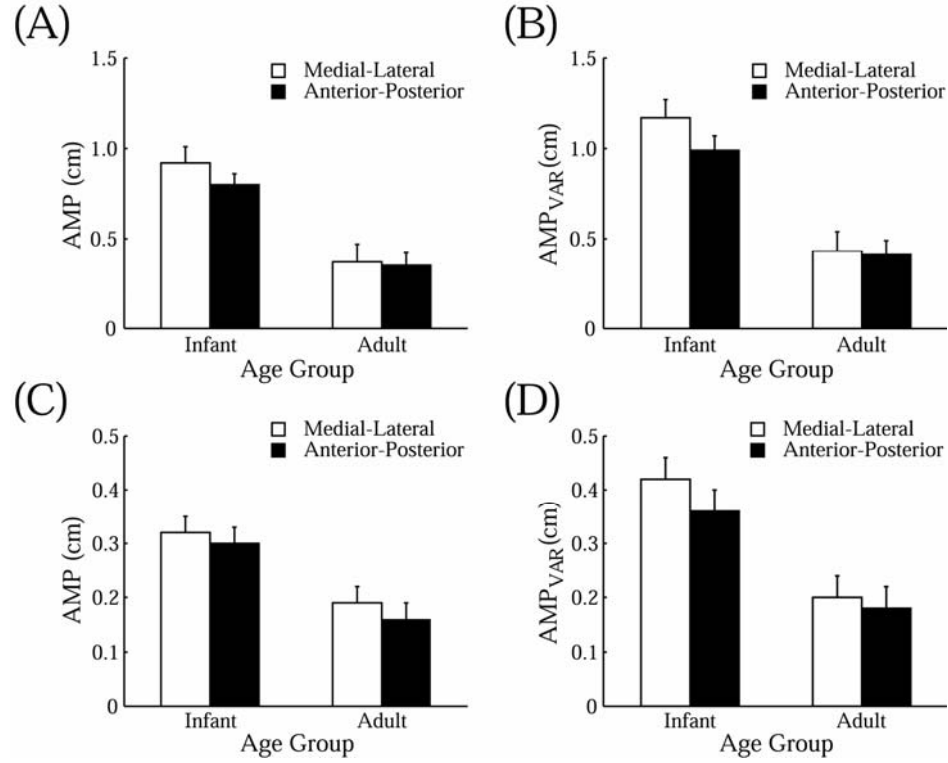 (A)
1.5
1.0
0.5
0
AMP (cm)
Medial-Lateral
Anterior-Posterior
Infant
Adult
Age Group
(B)
1.5
1.0
0.5
0
AMPVAR(cm)
Medial-Lateral
Anterior-Posterior
Infant
Adult
Age Group
(C)
0.5
0.4
0.3
0.2
0.1
0
AMP (cm)
Medial-Lateral
Anterior-Posterior
Infant
Adult
Age Group
(D)
0.5
0.4
0.3
0.2
0.1
0
AMPVAR(cm)
Medial-Lateral
Anterior-Posterior
Infant
Adult
Age Group